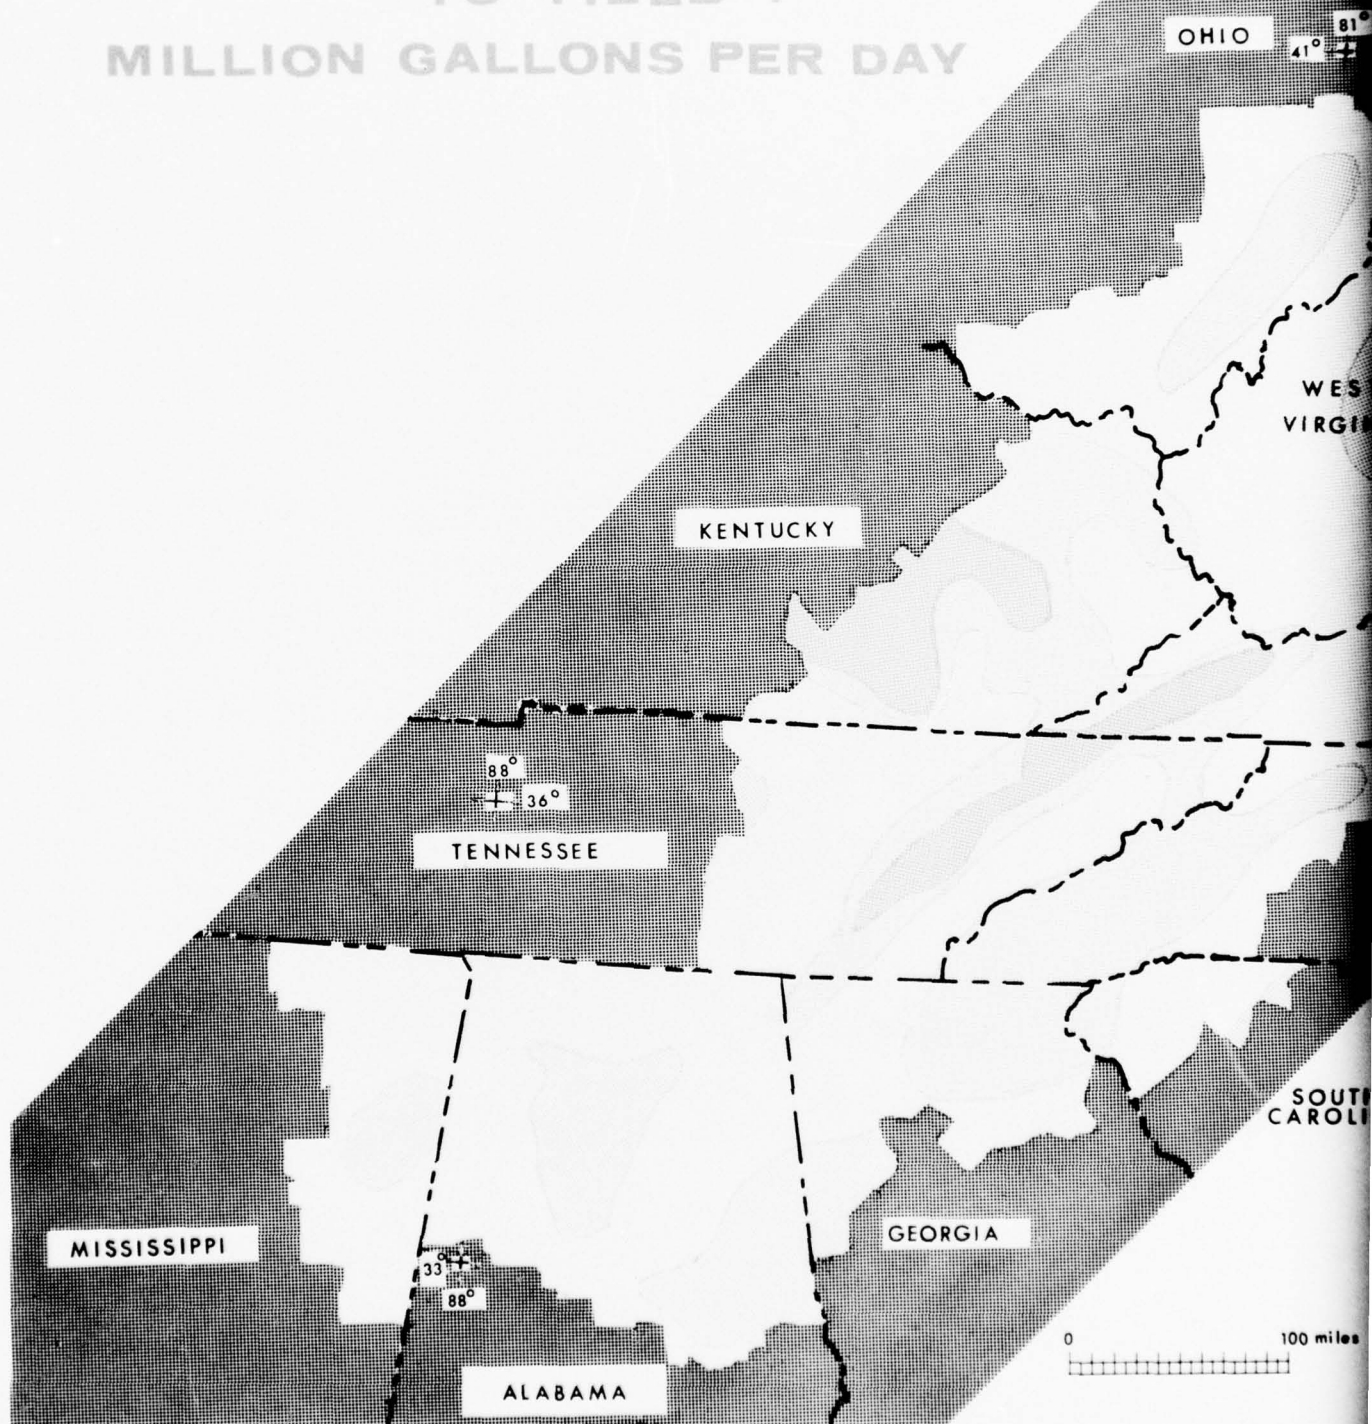 MILLION GALLONS PER DAY
OHIO
81°
41°
WES
VIRGI
KENTUCKY
88°
36°
TENNESSEE
SOUTH
CAROLI
MISSISSIPPI
GEORGIA
33°
88°
0 100 miles
ALABAMA